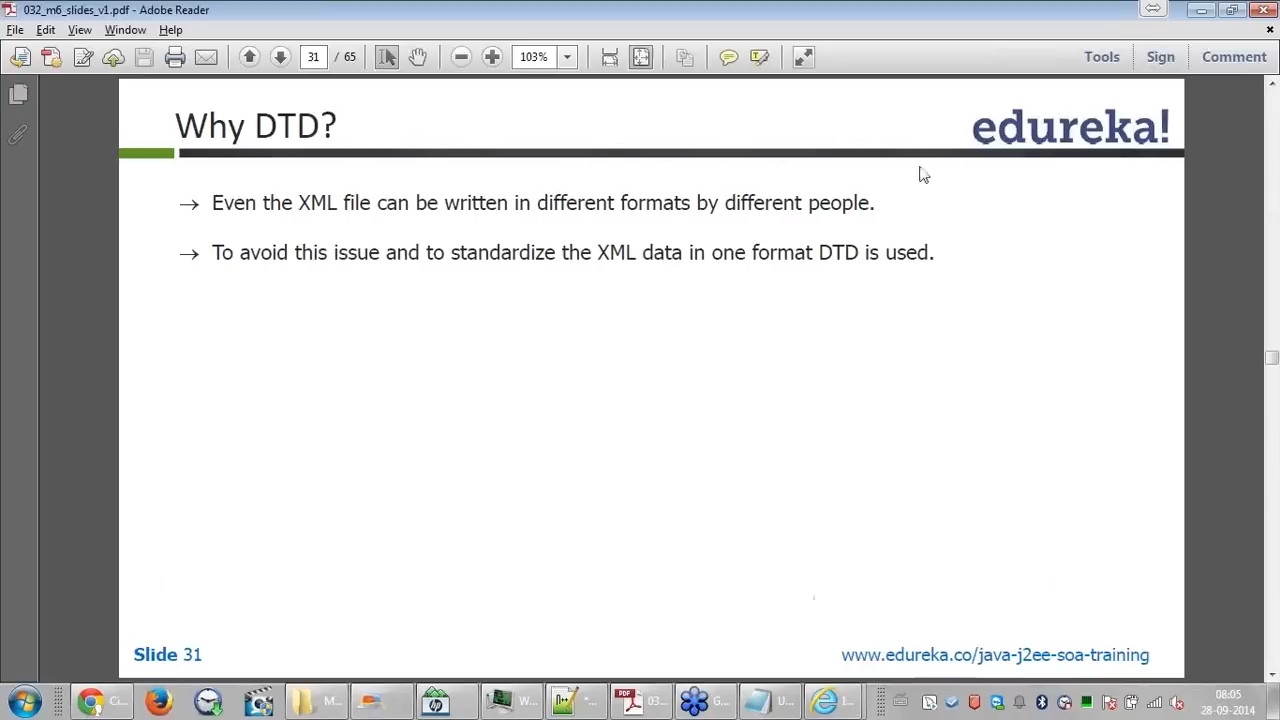 032_m6_slides_v1.pdf - Adobe Reader
File Edit View Window Help
31 / 65 103% Tools Sign Comment
Why DTD?
edureka!
→ Even the XML file can be written in different formats by different people.
→ To avoid this issue and to standardize the XML data in one format DTD is used.
Slide 31
www.edureka.co/java-j2ee-soa-training
Ci... M... W... 03... G... U... I...
08:05
28-09-2014